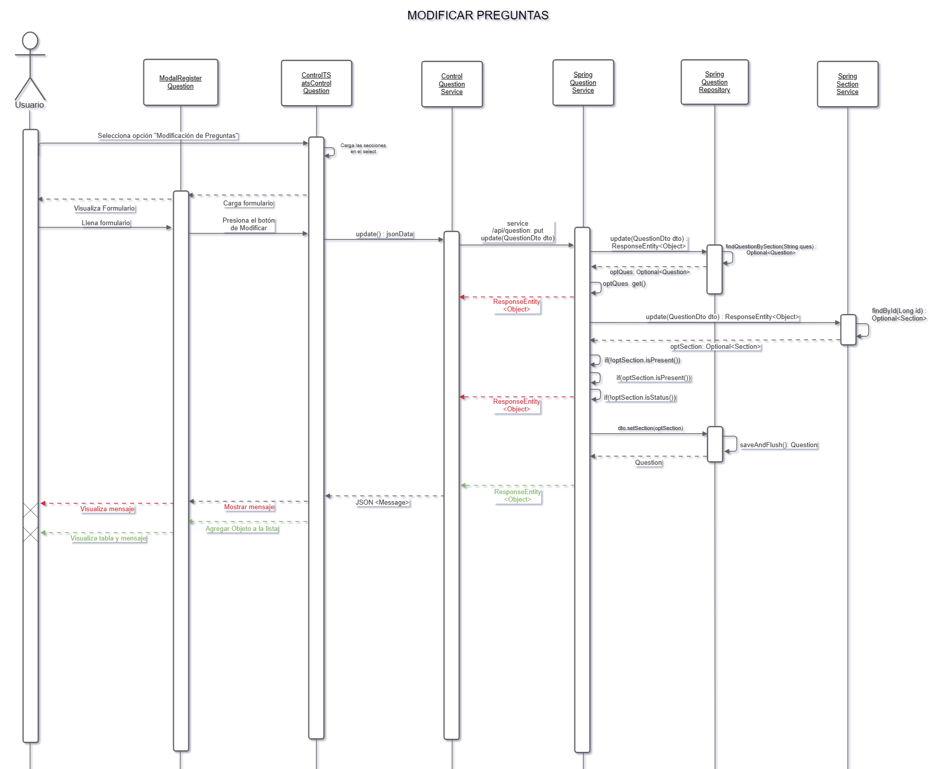 MODIFICAR PREGUNTAS
Usuario
ModalRegister
Question
ControlTS
atsControl
Question
Control
Question
Service
Spring
Question
Service
Spring
Question
Repository
Spring
Section
Service
Selecciona opción "Modificación de Preguntas"
Carga las secciones
en el select.
Carga formulario
Visualiza Formulario
Llena formulario
Presiona el botón
de Modificar
update() : jsonData
service
/api/question: put
update(QuestionDto dto)
update(QuestionDto dto) :
ResponseEntity<Object>
findQuestionBySection(String ques) :
Optional<Question>
optQues: Optional<Question>
optQues. get()
ResponseEntity
<Object>
update(QuestionDto dto) : ResponseEntity<Object>
findById(Long id) :
Optional<Section>
optSection: Optional<Section>
if(!optSection.isPresent())
if(optSection.isPresent())
if(!optSection.isStatus())
ResponseEntity
<Object>
dto.setSection(optSection)
saveAndFlush(): Question
Question
ResponseEntity
<Object>
JSON <Message>
Mostrar mensaje
Visualiza mensaje
Agregar Objeto a la lista
Visualiza tabla y mensaje